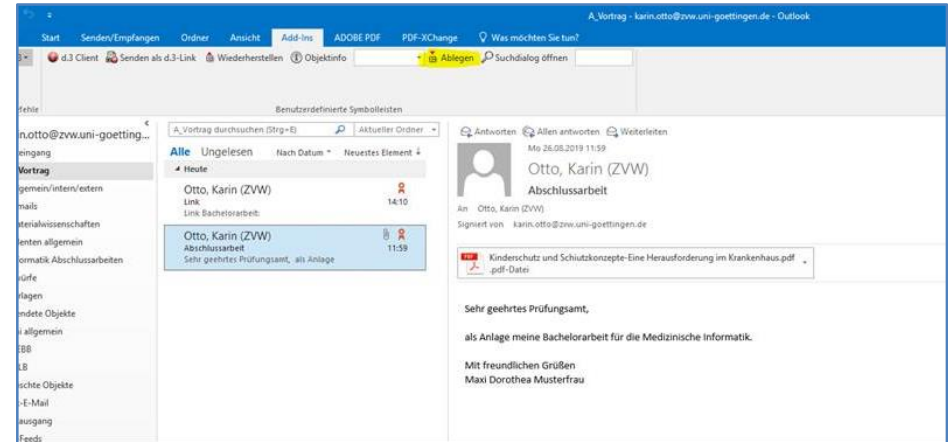 A_Vortrag - karin.otto@zvw.uni-goettingen.de - Outlook
Start Senden/Empfangen Ordner Ansicht Add-Ins ADOBE PDF PDF-XChange Was möchten Sie tun?
d.3 Client Senden als d.3-Link Wiederherstellen Objektinfo Ablegen Suchdialog öffnen
Benutzerdefinierte Symbolleisten
n.otto@zvw.uni-goetting...
eingang
Vortrag
gemein/intern/extern
mails
aterialwissenschaften
denten allgemein
ormatik Abschlussarbeiten
würfe
rlagen
endete Objekte
i allgemein
EBB
LB
schte Objekte
-E-Mail
ausgang
Feeds
A_Vortrag durchsuchen (Strg+E) Aktueller Ordner
Alle Ungelesen Nach Datum Neuestes Element
Heute
Otto, Karin (ZVW)
Link 14:10
Link Bachelorarbeit:
Otto, Karin (ZVW)
Abschlussarbeit 11:59
Sehr geehrtes Prüfungsamt, als Anlage
Antworten Allen antworten Weiterleiten
Mo 26.08.2019 11:59
Otto, Karin (ZVW)
Abschlussarbeit
An Otto, Karin (ZVW)
Signiert von karin.otto@zvw.uni-goettingen.de
Kinderschutz und Schiutzkonzepte-Eine Herausforderung im Krankenhaus.pdf
.pdf-Datei
Sehr geehrtes Prüfungsamt,
als Anlage meine Bachelorarbeit für die Medizinische Informatik.
Mit freundlichen Grüßen
Maxi Dorothea Musterfrau